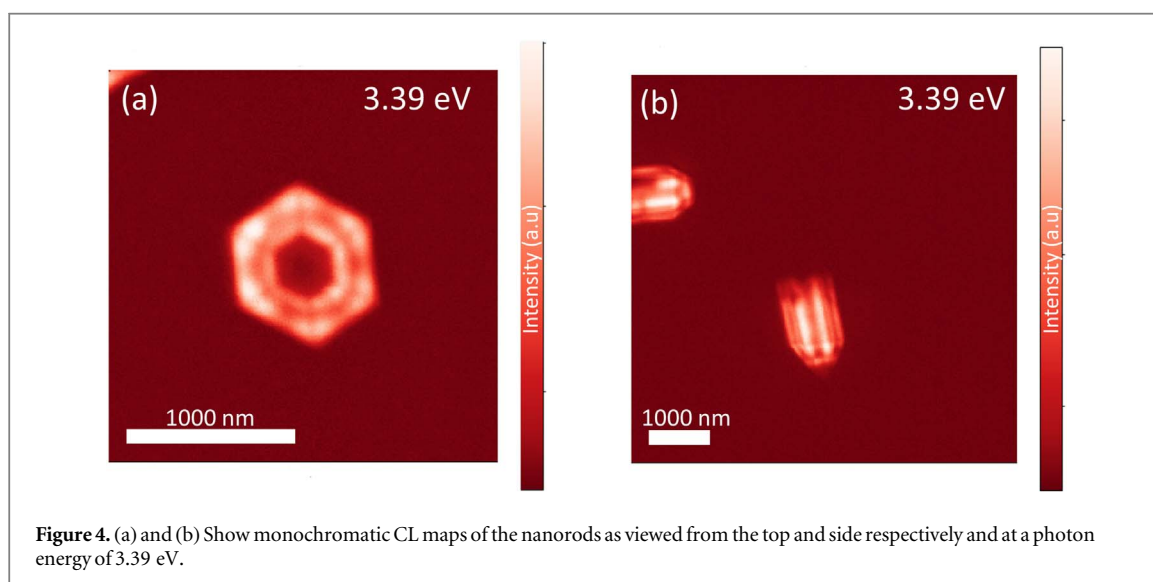 (a)
3.39 eV
1000 nm
Intensity (a.u)
(b)
3.39 eV
1000 nm
Intensity (a.u)
Figure 4. (a) and (b) Show monochromatic CL maps of the nanorods as viewed from the top and side respectively and at a photon
energy of 3.39 eV.